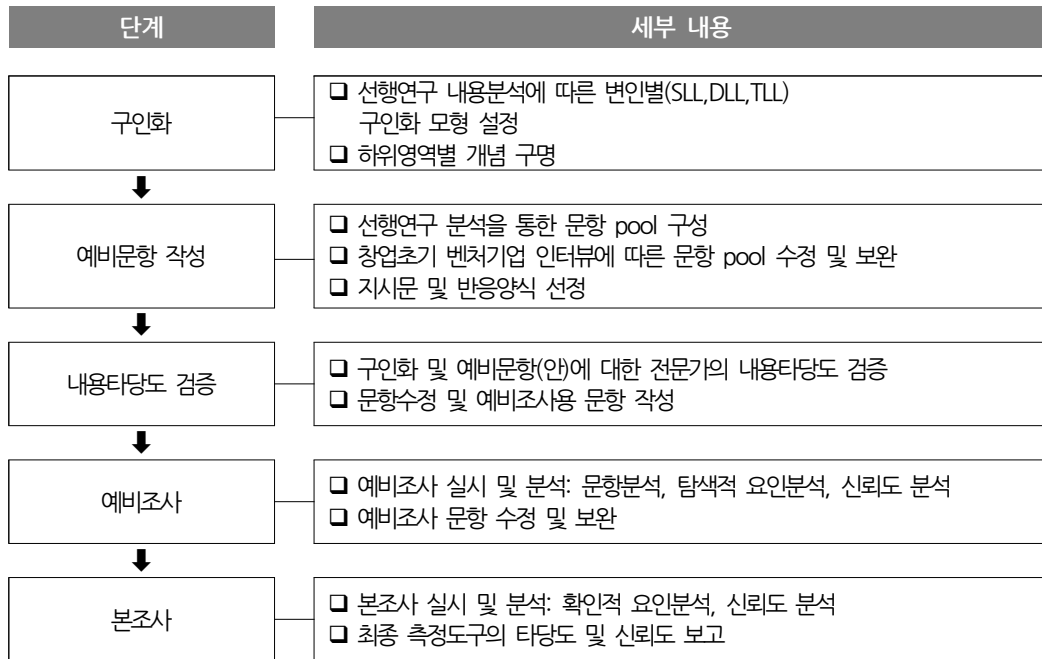 단계
세부 내용
구인화
❑ 선행연구 내용분석에 따른 변인별(SLL,DLL,TLL)
구인화 모형 설정
❑ 하위영역별 개념 구명
예비문항 작성
❑ 선행연구 분석을 통한 문항 pool 구성
❑ 창업초기 벤처기업 인터뷰에 따른 문항 pool 수정 및 보완
❑ 지시문 및 반응양식 선정
내용타당도 검증
❑ 구인화 및 예비문항(안)에 대한 전문가의 내용타당도 검증
❑ 문항수정 및 예비조사용 문항 작성
예비조사
❑ 예비조사 실시 및 분석: 문항분석, 탐색적 요인분석, 신뢰도 분석
❑ 예비조사 문항 수정 및 보완
본조사
❑ 본조사 실시 및 분석: 확인적 요인분석, 신뢰도 분석
❑ 최종 측정도구의 타당도 및 신뢰도 보고